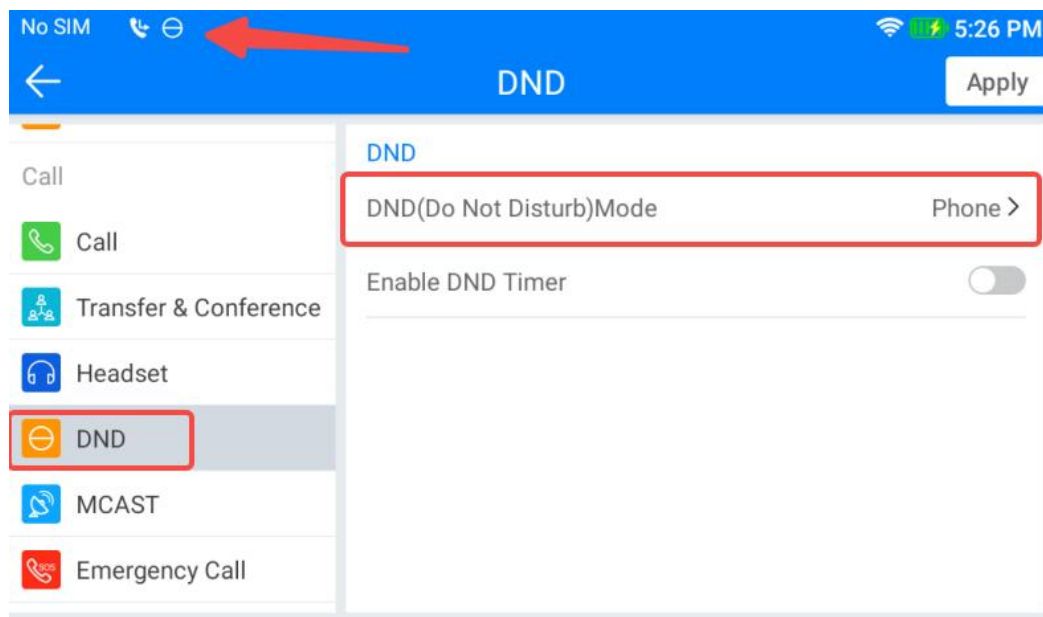 No SIM
5:26 PM
DND
Apply
Call
Call
Transfer & Conference
Headset
DND
MCAST
SOS
Emergency Call
DND
DND(Do Not Disturb)Mode
Phone
Enable DND Timer